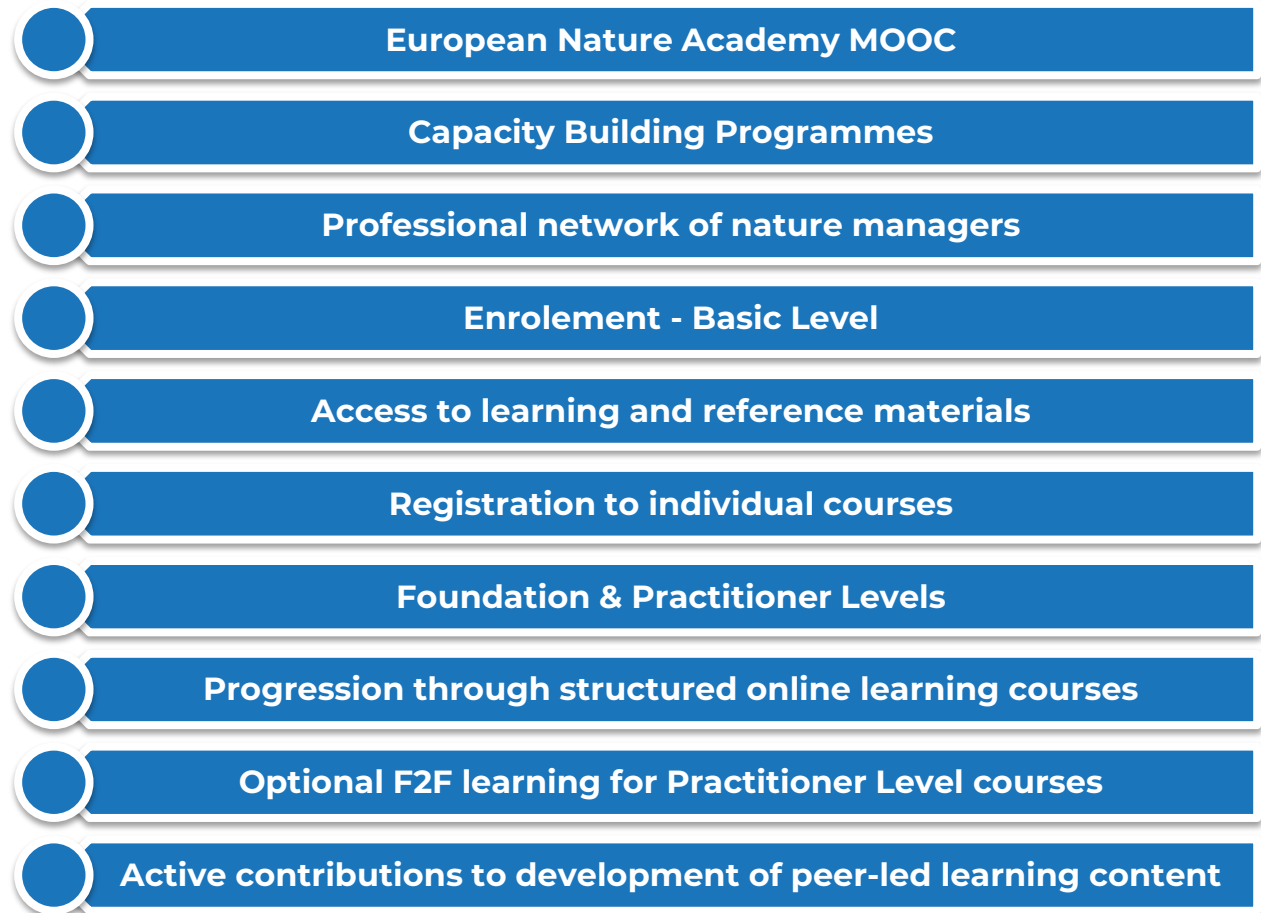 European Nature Academy MOOC
Capacity Building Programmes
Professional network of nature managers
Enrolement - Basic Level
Access to learning and reference materials
Registration to individual courses
Foundation & Practitioner Levels
Progression through structured online learning courses
Optional F2F learning for Practitioner Level courses
Active contributions to development of peer-led learning content